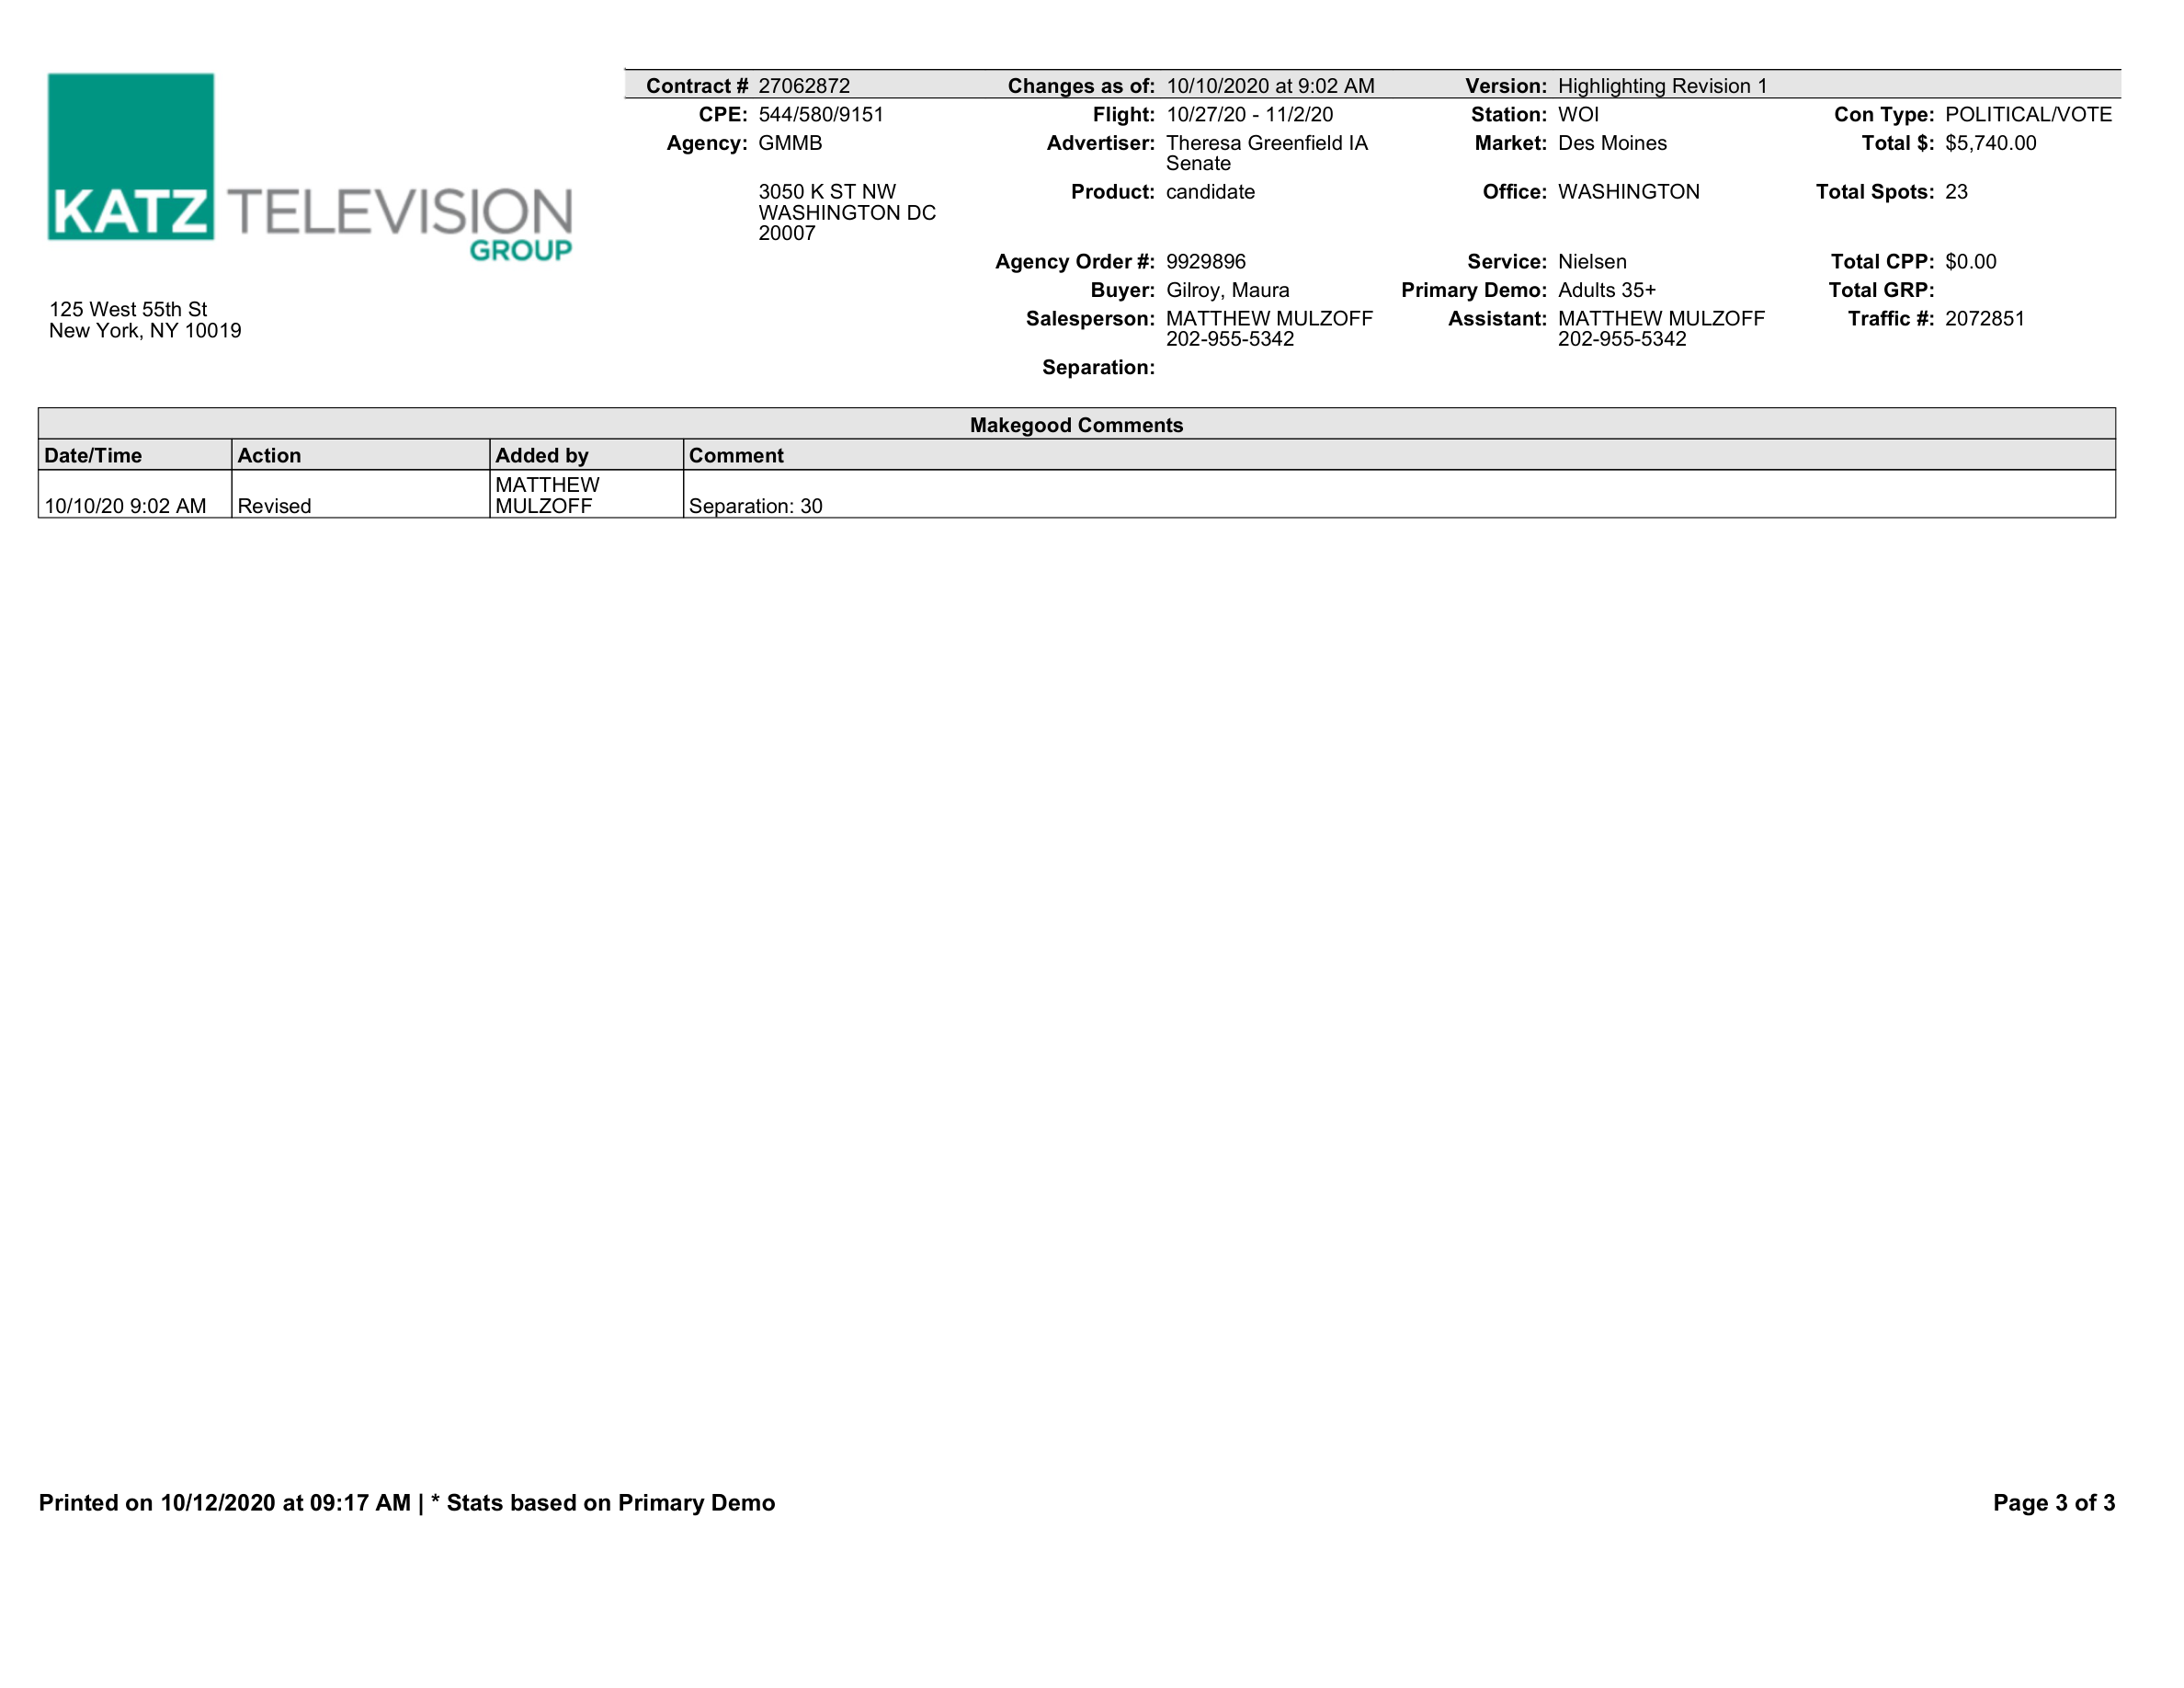 KATZ TELEVISION
GROUP
125 West 55th St
New York, NY 10019
Contract # 27062872 Changes as of: 10/10/2020 at 9:02 AM Version: Highlighting Revision 1
CPE: 544/580/9151 Flight: 10/27/20 - 11/2/20 Station: WOI Con Type: POLITICAL/VOTE
Agency: GMMB Advertiser: Theresa Greenfield IA Market: Des Moines Total $: $5,740.00
Senate
3050 K ST NW Product: candidate Office: WASHINGTON Total Spots: 23
WASHINGTON DC
20007
Agency Order #: 9929896 Service: Nielsen Total CPP: $0.00
Buyer: Gilroy, Maura Primary Demo: Adults 35+ Total GRP:
Salesperson: MATTHEW MULZOFF Assistant: MATTHEW MULZOFF Traffic #: 2072851
202-955-5342 202-955-5342
Separation:
Makegood Comments
Date/Time Action Added by Comment
MATTHEW
10/10/20 9:02 AM Revised MULZOFF Separation: 30
Printed on 10/12/2020 at 09:17 AM | * Stats based on Primary Demo Page 3 of 3